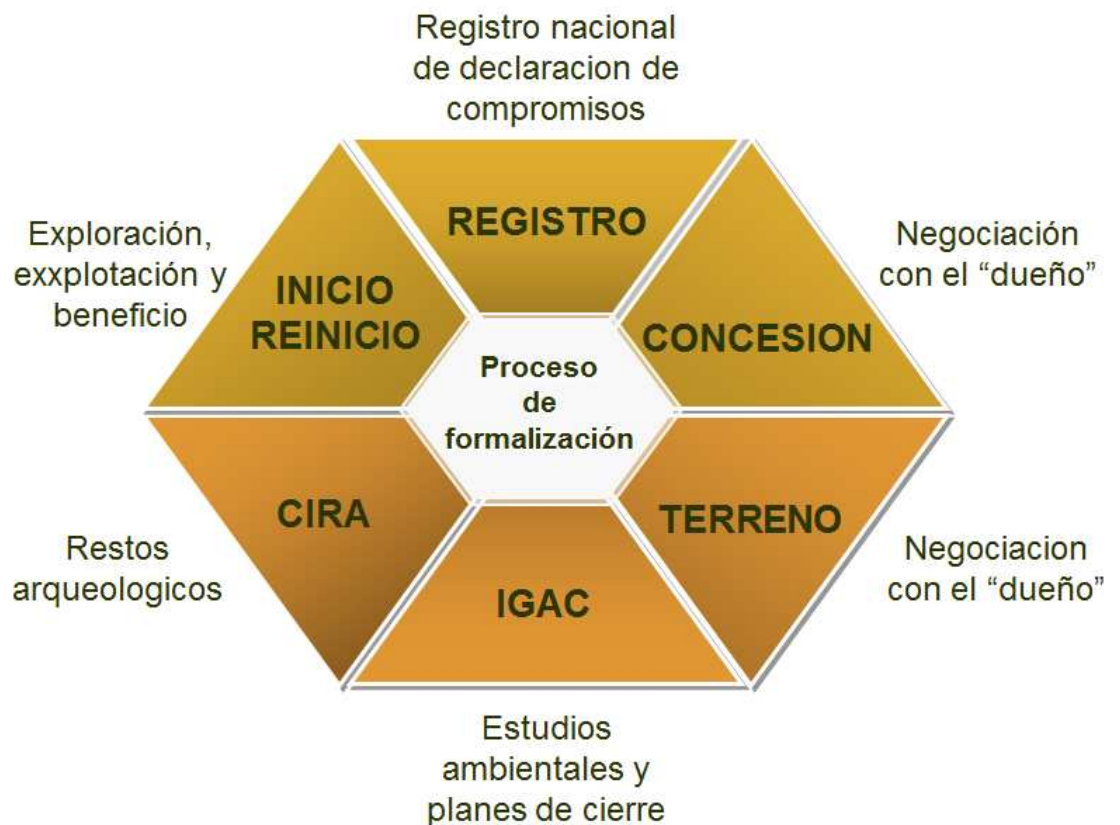 Registro nacional
de declaracion de
compromisos
REGISTRO
Negociación
con el “dueño”
CONCESION
Negociacion
con el “dueño”
TERRENO
IGAC
Estudios
ambientales y
planes de cierre
CIRA
Restos
arqueologicos
Exploración,
exxplotación y
beneficio
INICIO
REINICIO
Proceso
de
formalización